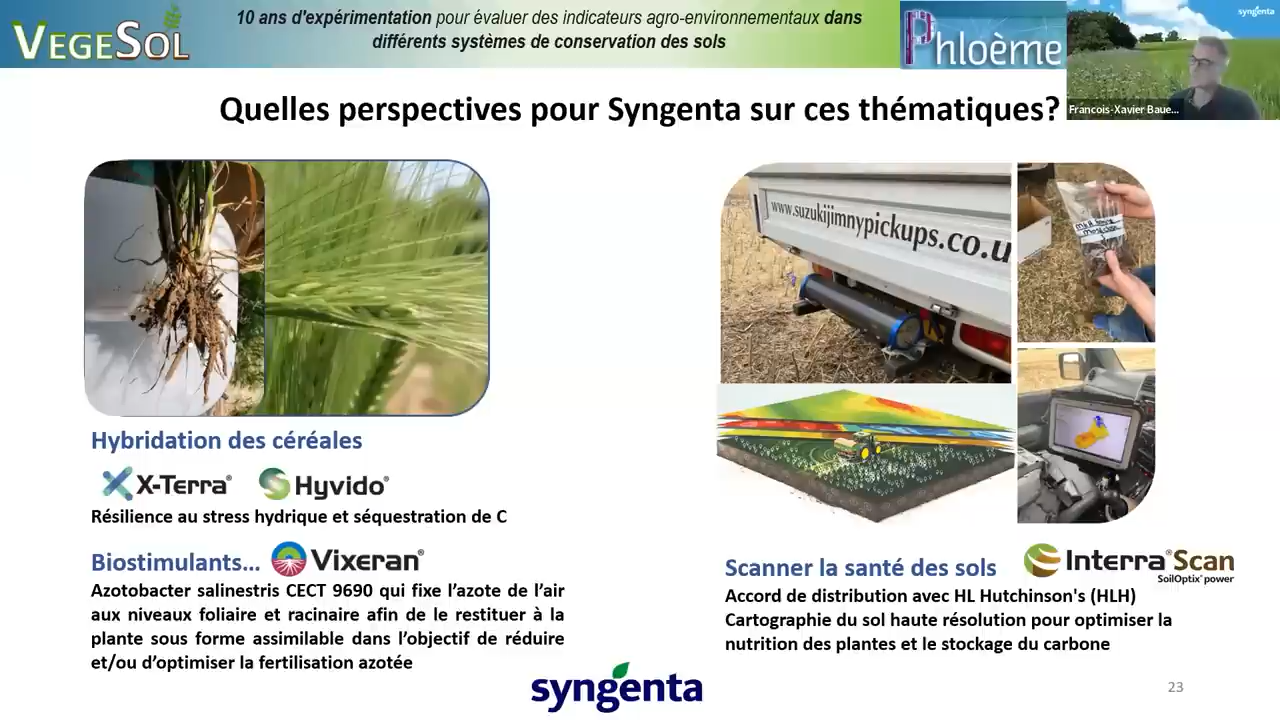 VEGESOL
10 ans d'expérimentation pour évaluer des indicateurs agro-environnementaux dans
différents systèmes de conservation des sols
Phloème
syngenta
Francois-Xavier Baue...
Quelles perspectives pour Syngenta sur ces thématiques?
www.suzukijimnypickups.co.u
Hybridation des céréales
X-Terra® Hyvido®
Résilience au stress hydrique et séquestration de C
Biostimulants... Vixeran®
Azotobacter salinestris CECT 9690 qui fixe l'azote de l'air
aux niveaux foliaire et racinaire afin de le restituer à la
plante sous forme assimilable dans l'objectif de réduire
et/ou d'optimiser la fertilisation azotée
Scanner la santé des sols
Interra®Scan
SoilOptix® power
Accord de distribution avec HL Hutchinson's (HLH)
Cartographie du sol haute résolution pour optimiser la
nutrition des plantes et le stockage du carbone
syngenta
23